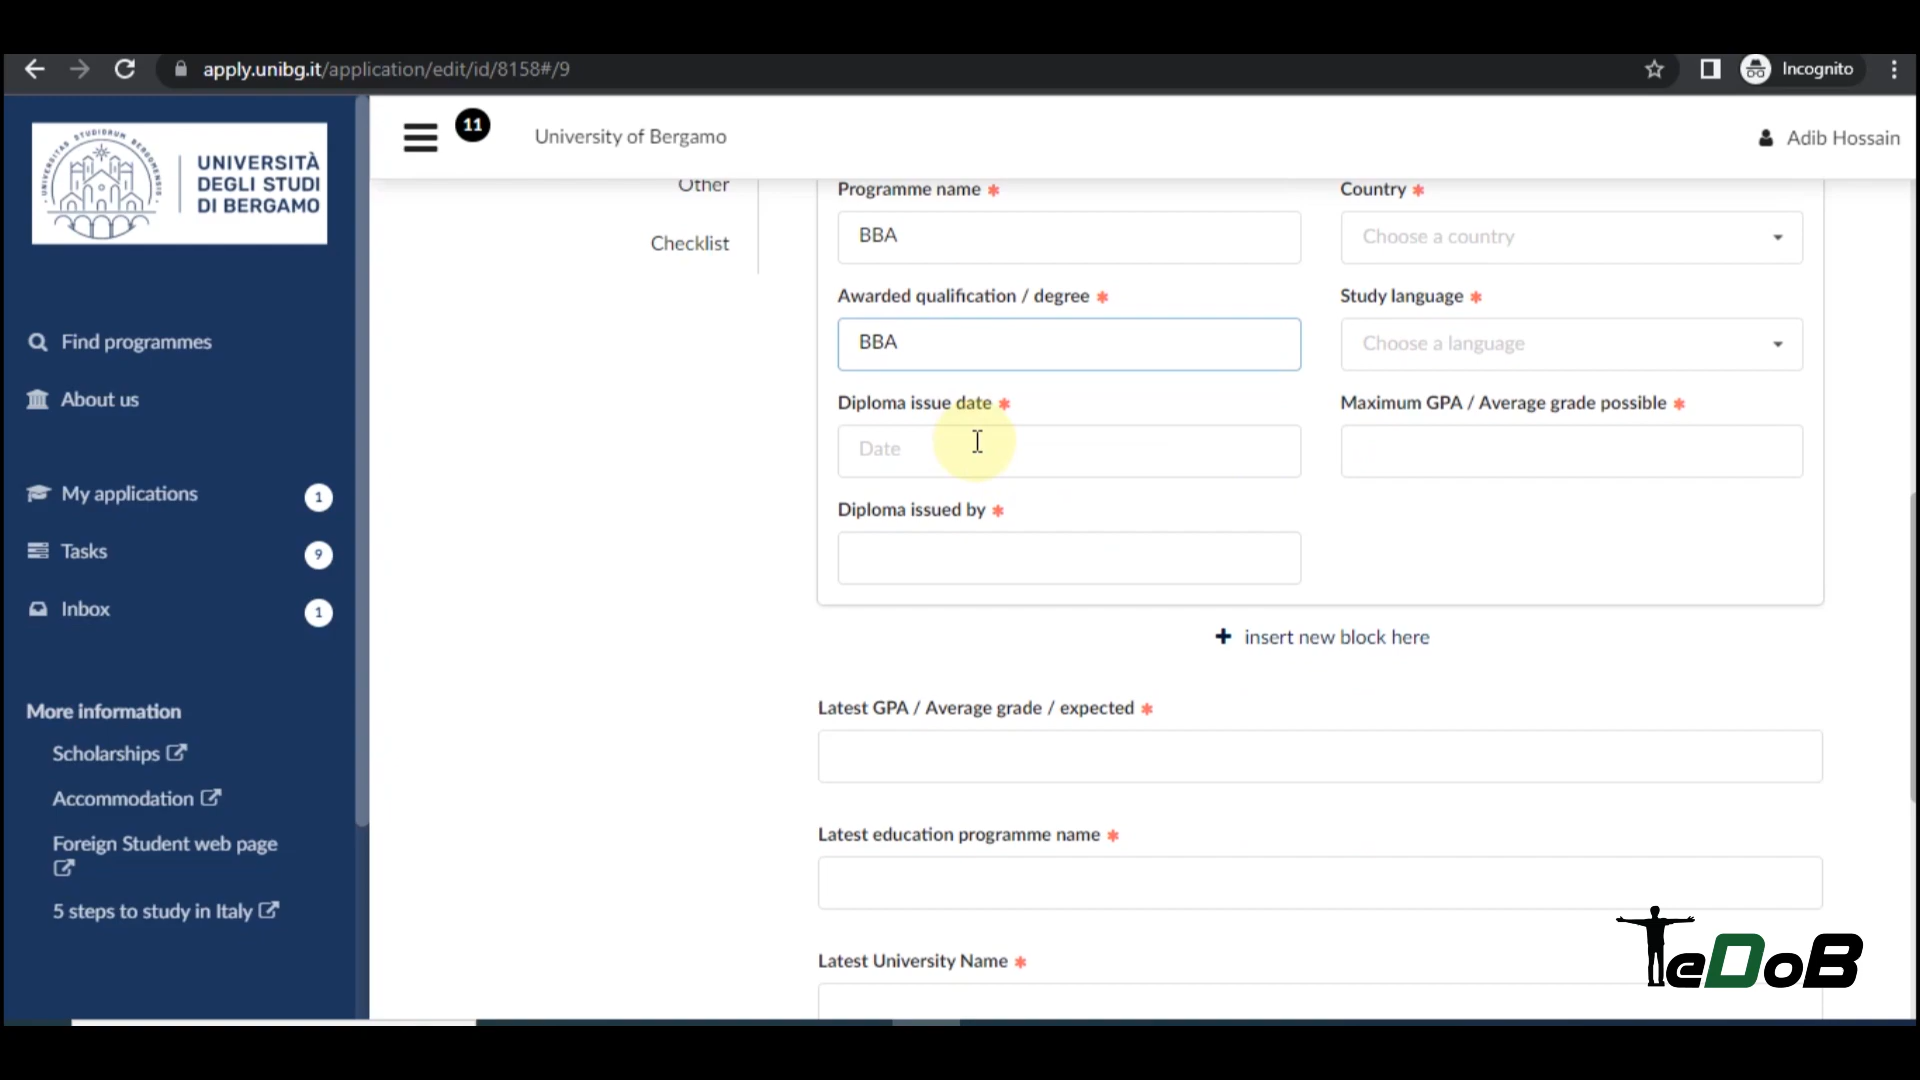 apply.unibg.it/application/edit/id/8158#/9
Incognito
UNIVERSITÀ
DEGLI STUDI
DI BERGAMO
11
University of Bergamo
Adib Hossain
Find programmes
About us
My applications 1
Tasks 9
Inbox 1
More information
Scholarships
Accommodation
Foreign Student web page
5 steps to study in Italy
Other
Checklist
Programme name *
BBA
Country *
Choose a country
Awarded qualification / degree *
BBA
Study language *
Choose a language
Diploma issue date *
Date
Maximum GPA / Average grade possible *
Diploma issued by *
+ insert new block here
Latest GPA / Average grade / expected *
Latest education programme name *
Latest University Name *
TeDoB